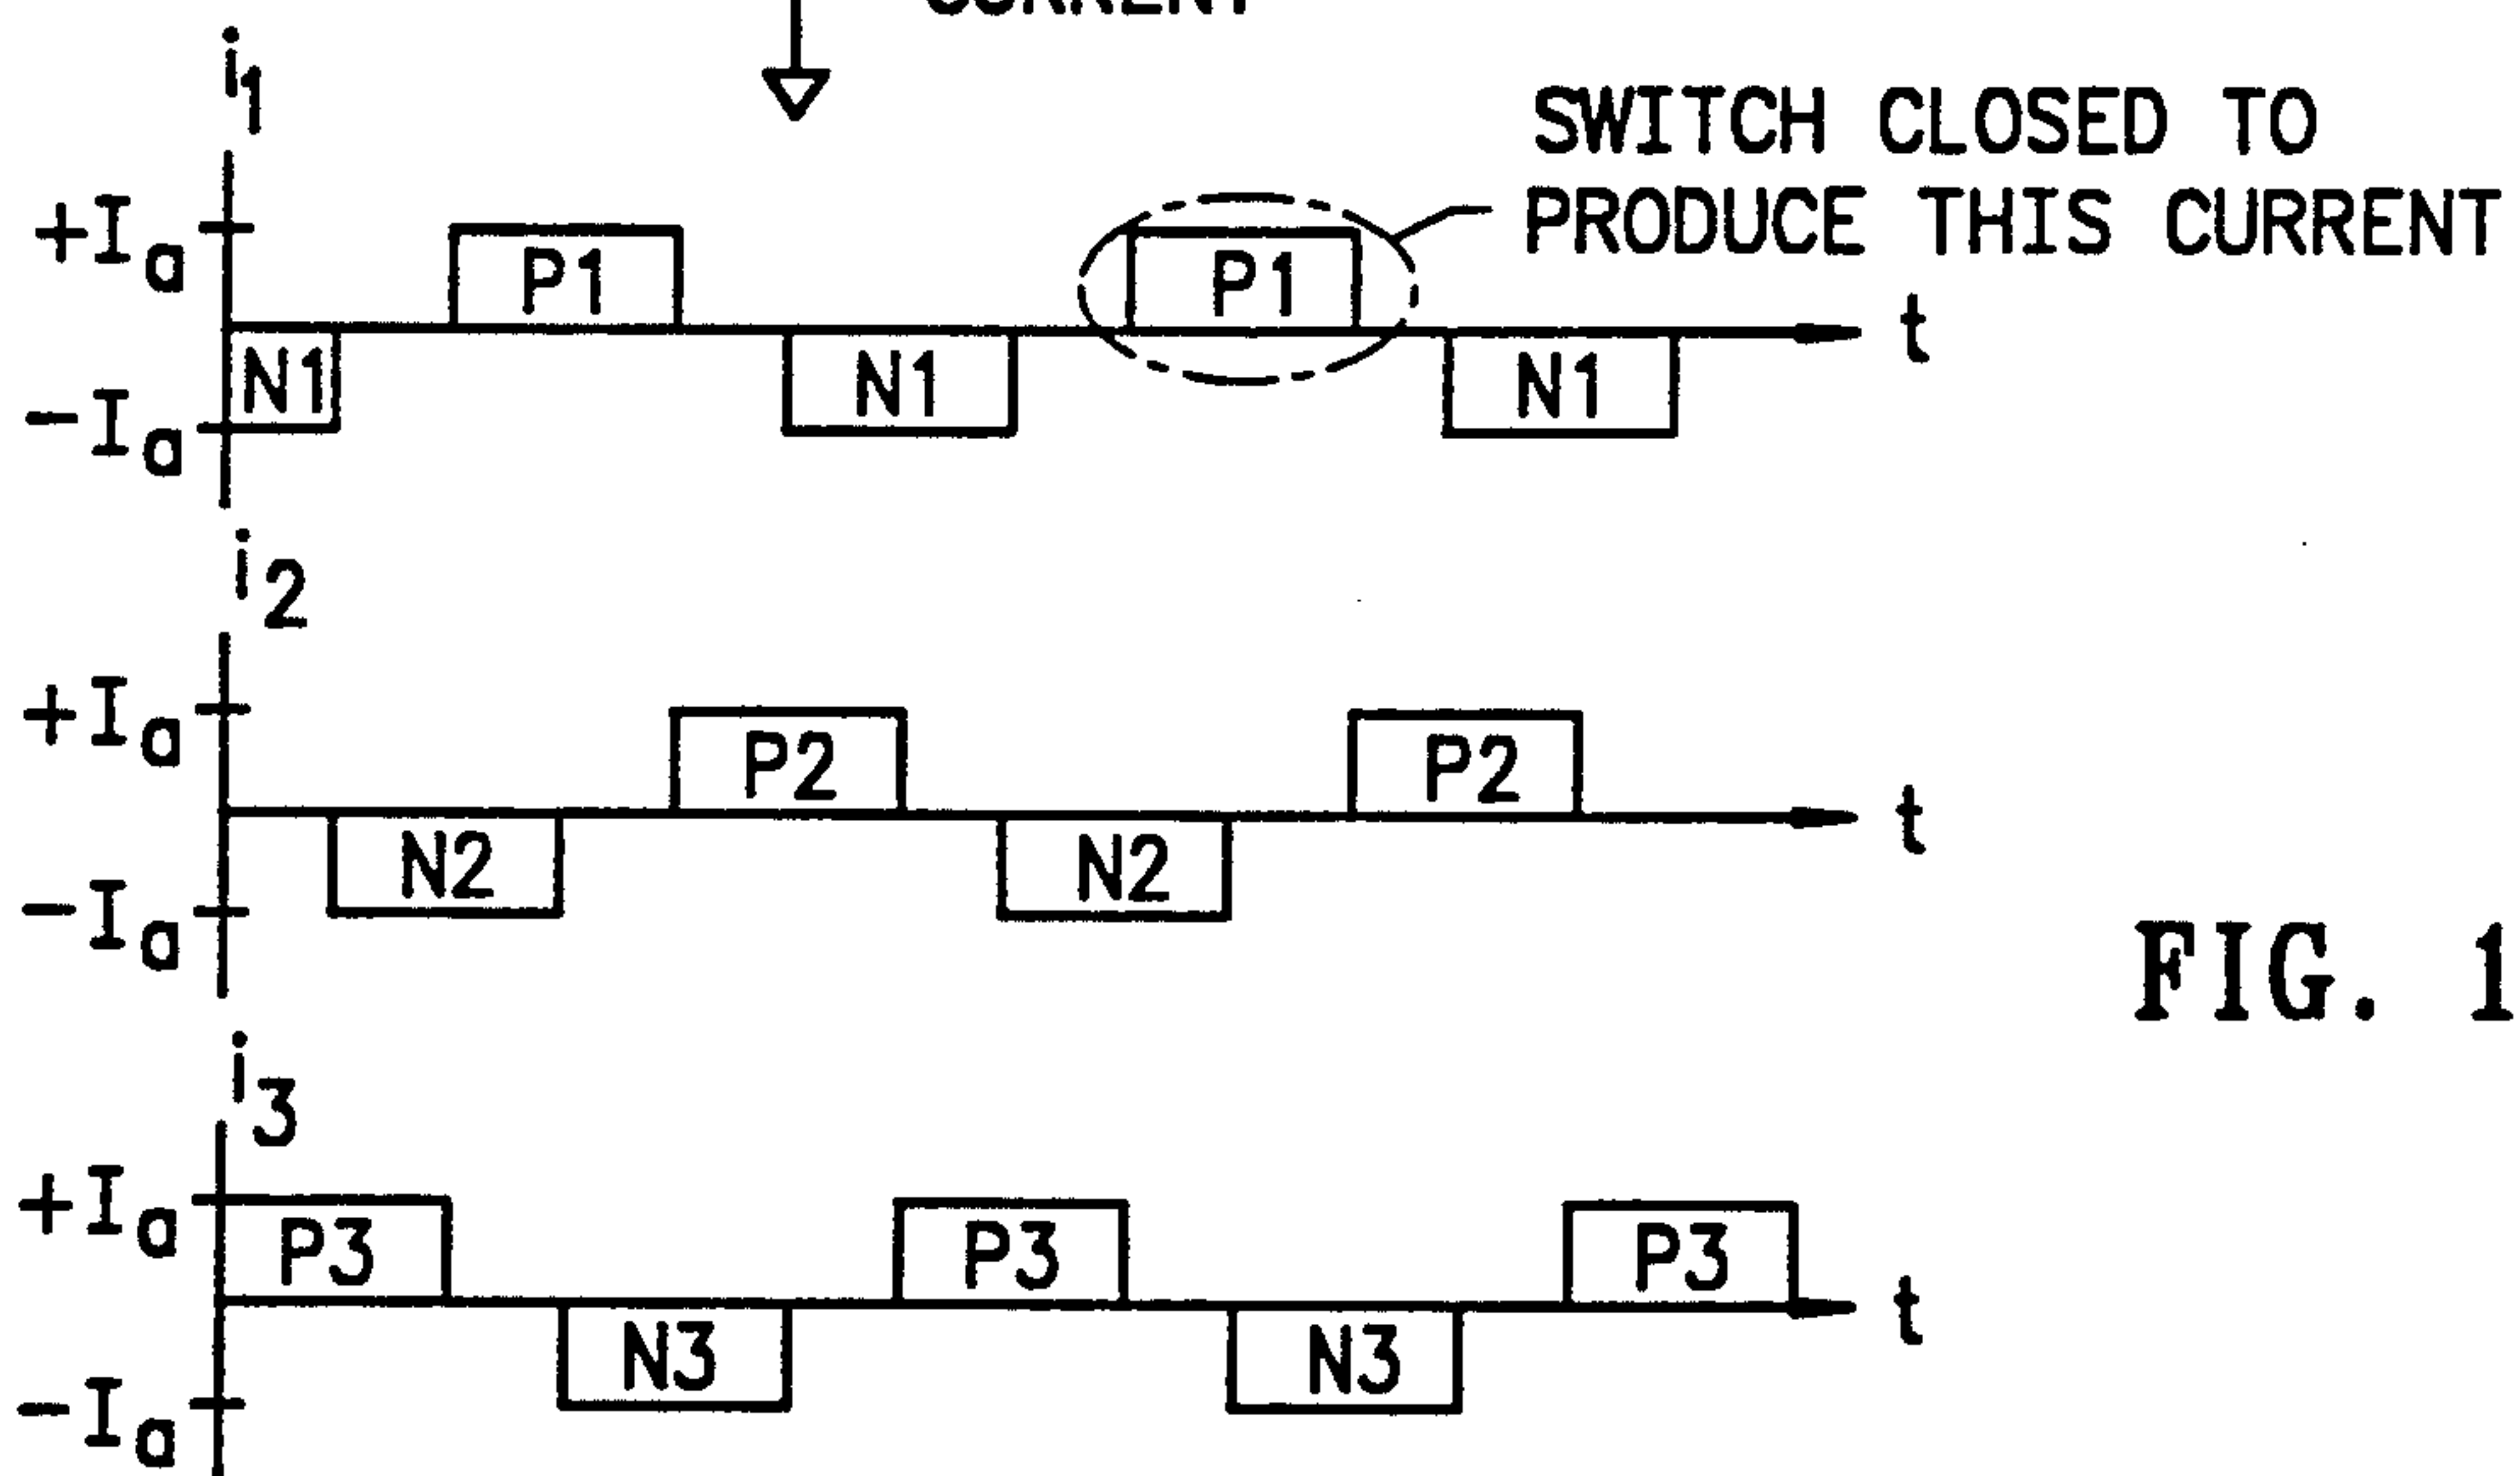 CURRENT
i1
SWITCH CLOSED TO
PRODUCE THIS CURRENT
+Ia
P1
P1
t
N1
N1
N1
-Ia
i2
+Ia
P2
P2
t
N2
N2
-Ia
FIG. 1
i3
+Ia
P3
P3
P3
t
N3
N3
-Ia